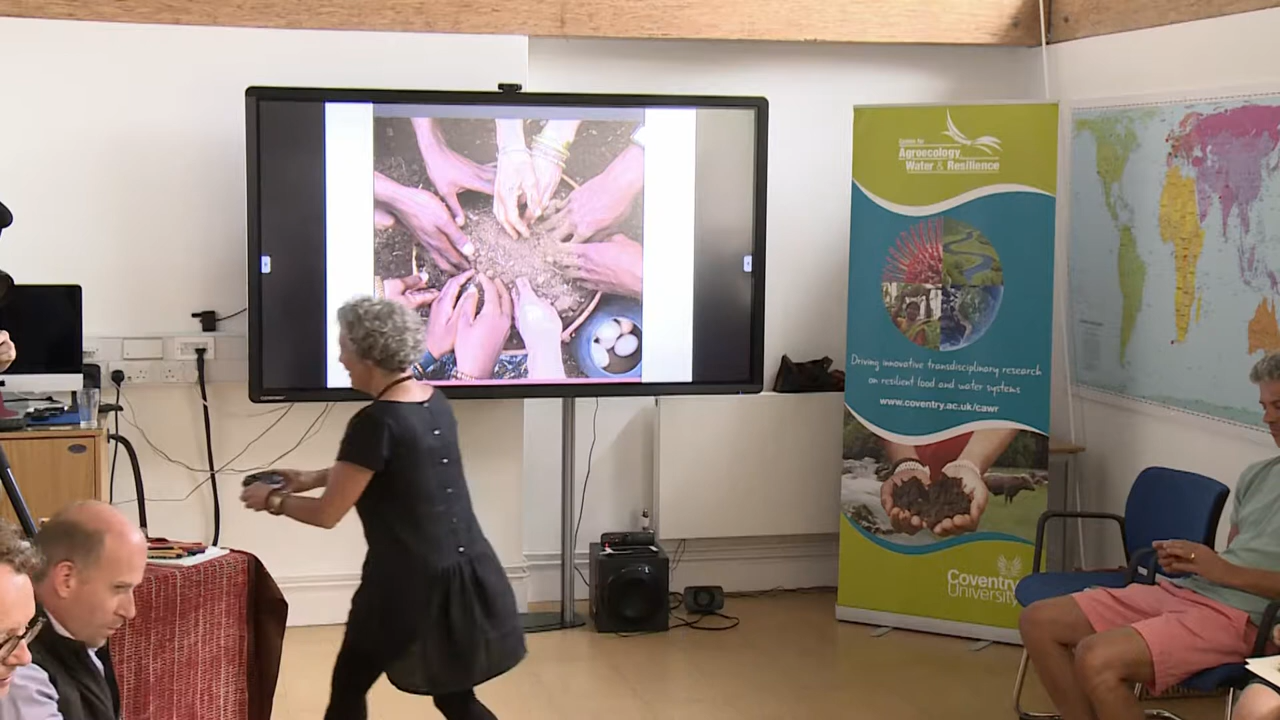 Centre for
Agroecology
Water & Resilience
Driving innovative transdisciplinary research
on resilient food and water systems
www.coventry.ac.uk/cawr
Coventry
University